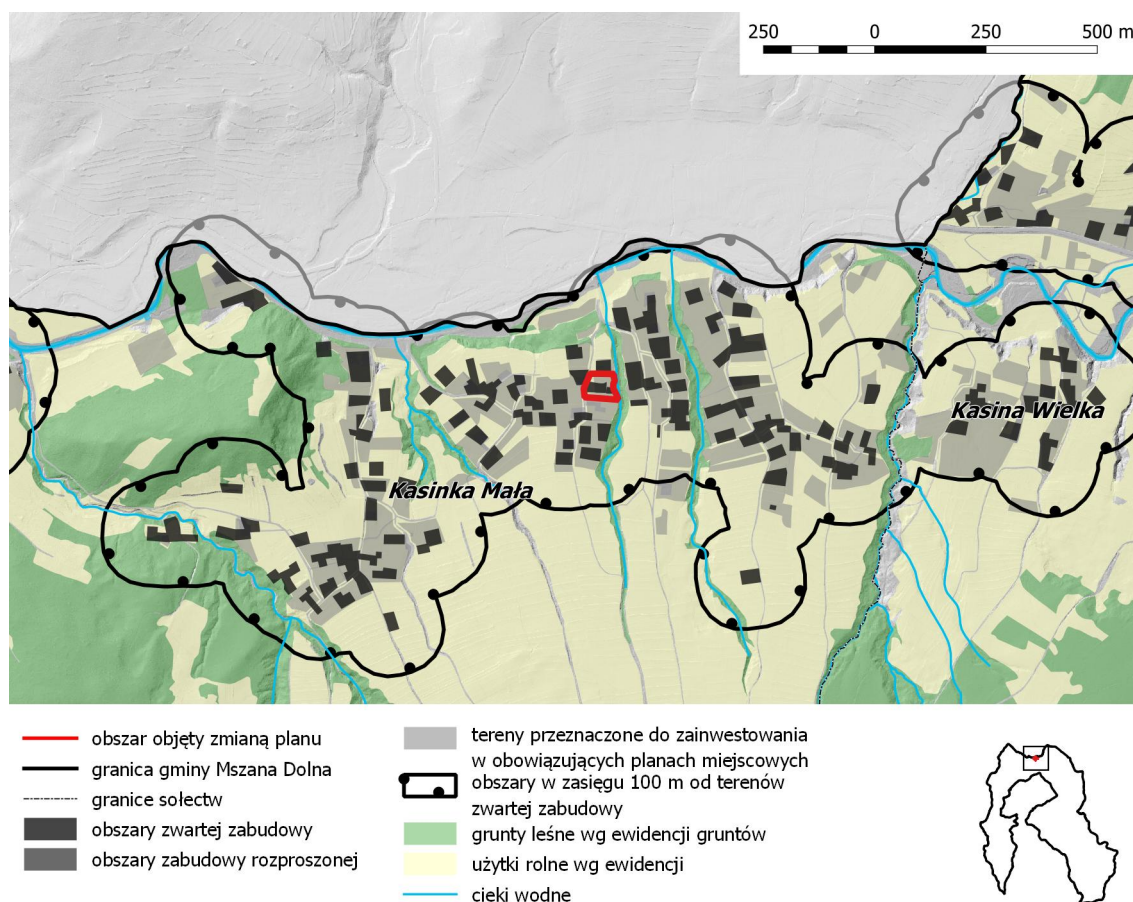 250 0 250 500 m
Kasina Wielka
Kasinka Mała
obszar objęty zmianą planu
granica gminy Mszana Dolna
granice sołectw
obszary zwartej zabudowy
obszary zabudowy rozproszonej
tereny przeznaczone do zainwestowania
w obowiązujących planach miejscowych
obszary w zasięgu 100 m od terenów
zwartej zabudowy
grunty leśne wg ewidencji gruntów
użytki rolne wg ewidencji
cieki wodne